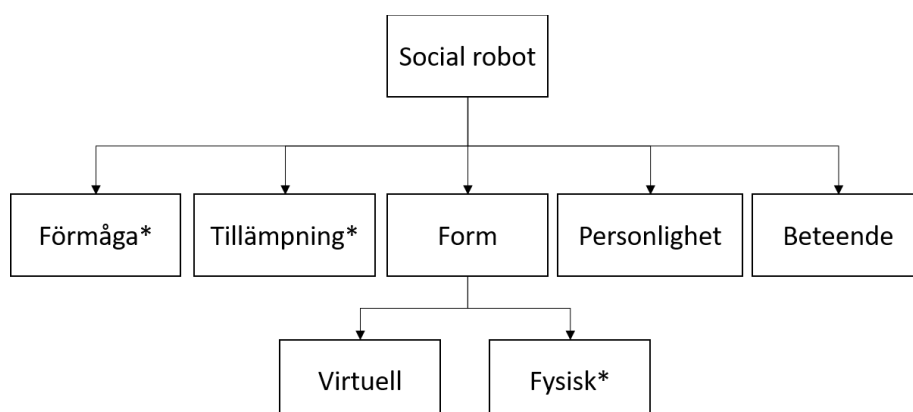 Social robot
Förmåga*
Tillämpning*
Form
Personlighet
Beteende
Virtuell
Fysisk*